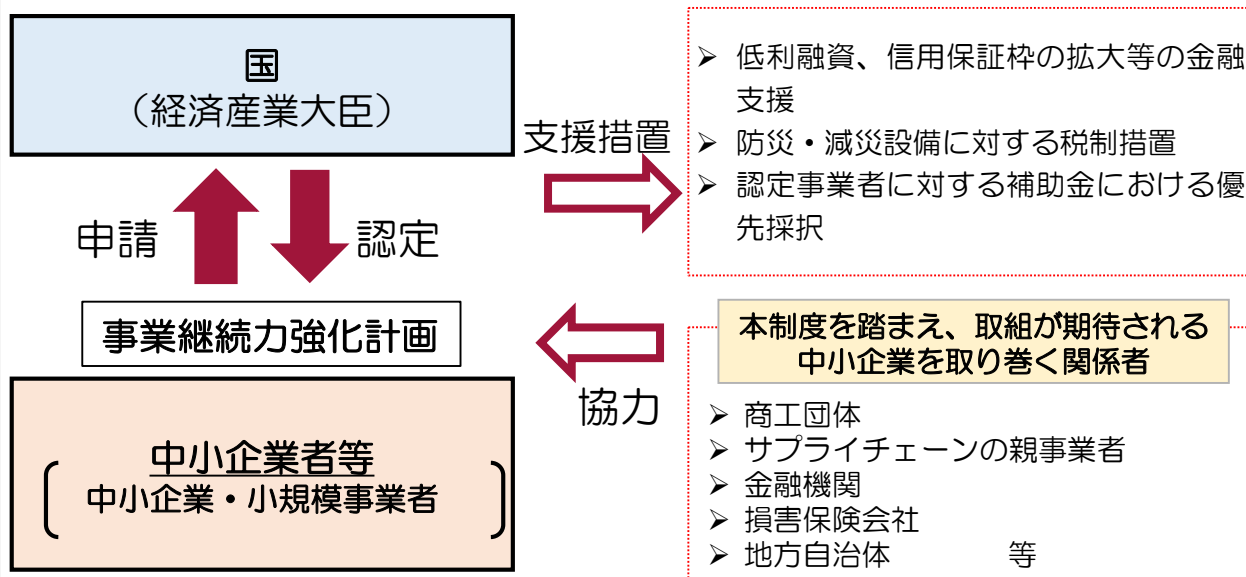 国
（経済産業大臣）
支援措置
➢ 低利融資、信用保証枠の拡大等の金融
支援
➢ 防災・減災設備に対する税制措置
➢ 認定事業者に対する補助金における優
先採択
申請
認定
事業継続力強化計画
協力
中小企業者等
中小企業・小規模事業者
本制度を踏まえ、取組が期待される
中小企業を取り巻く関係者
➢ 商工団体
➢ サプライチェーンの親事業者
➢ 金融機関
➢ 損害保険会社
➢ 地方自治体 等